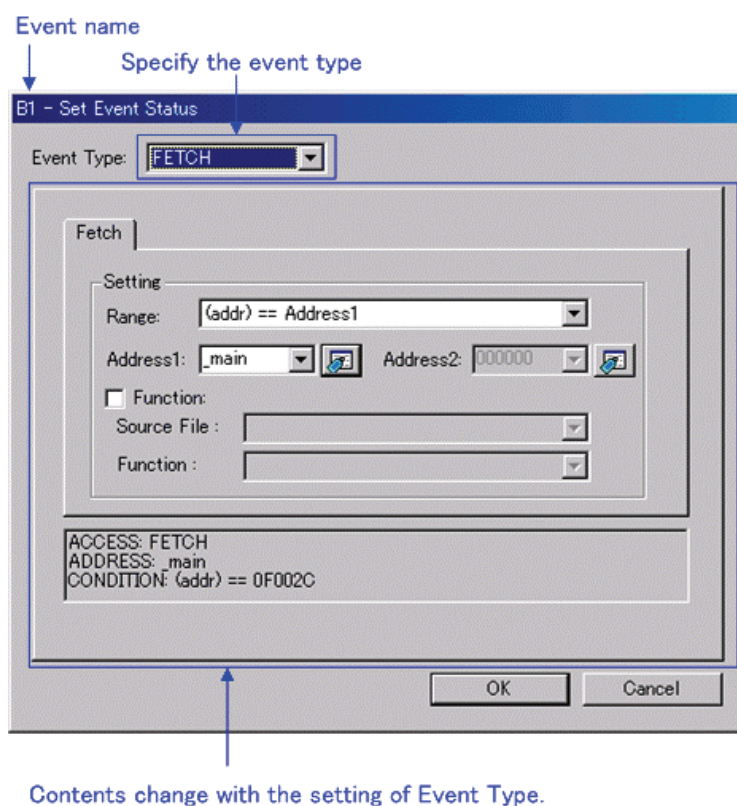 Event name
Specify the event type
B1 - Set Event Status
Event Type: FETCH
Fetch
Setting
Range: (addr) == Address1
Address1: _main Address2: 000000
Function:
Source File :
Function :
ACCESS: FETCH
ADDRESS: _main
CONDITION: (addr) == 0F002C
OK Cancel
Contents change with the setting of Event Type.